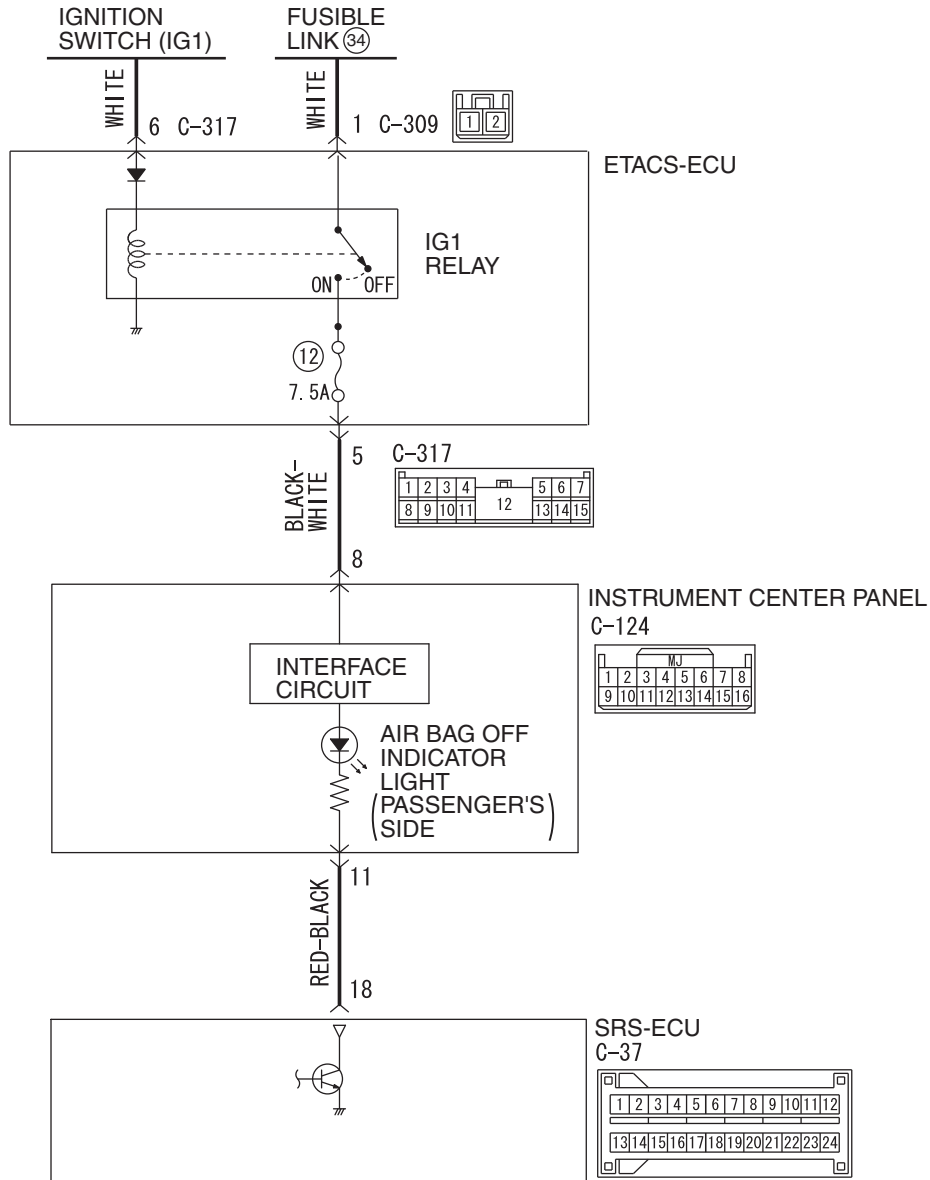 IGNITION
SWITCH (IG1)
FUSIBLE
LINK 34
WHITE
6 C-317
WHITE
1 C-309
1 2
ETACS-ECU
IG1
RELAY
ON OFF
12
7.5A
5 C-317
1 2 3 4 5 6 7
8 9 10 11 12 13 14 15
BLACK-
WHITE
8
INSTRUMENT CENTER PANEL
C-124
MJ
1 2 3 4 5 6 7 8
9 10 11 12 13 14 15 16
INTERFACE
CIRCUIT
AIR BAG OFF
INDICATOR
LIGHT
(PASSENGER'S
SIDE)
11
RED-BLACK
18
SRS-ECU
C-37
1 2 3 4 5 6 7 8 9 10 11 12
13 14 15 16 17 18 19 20 21 22 23 24